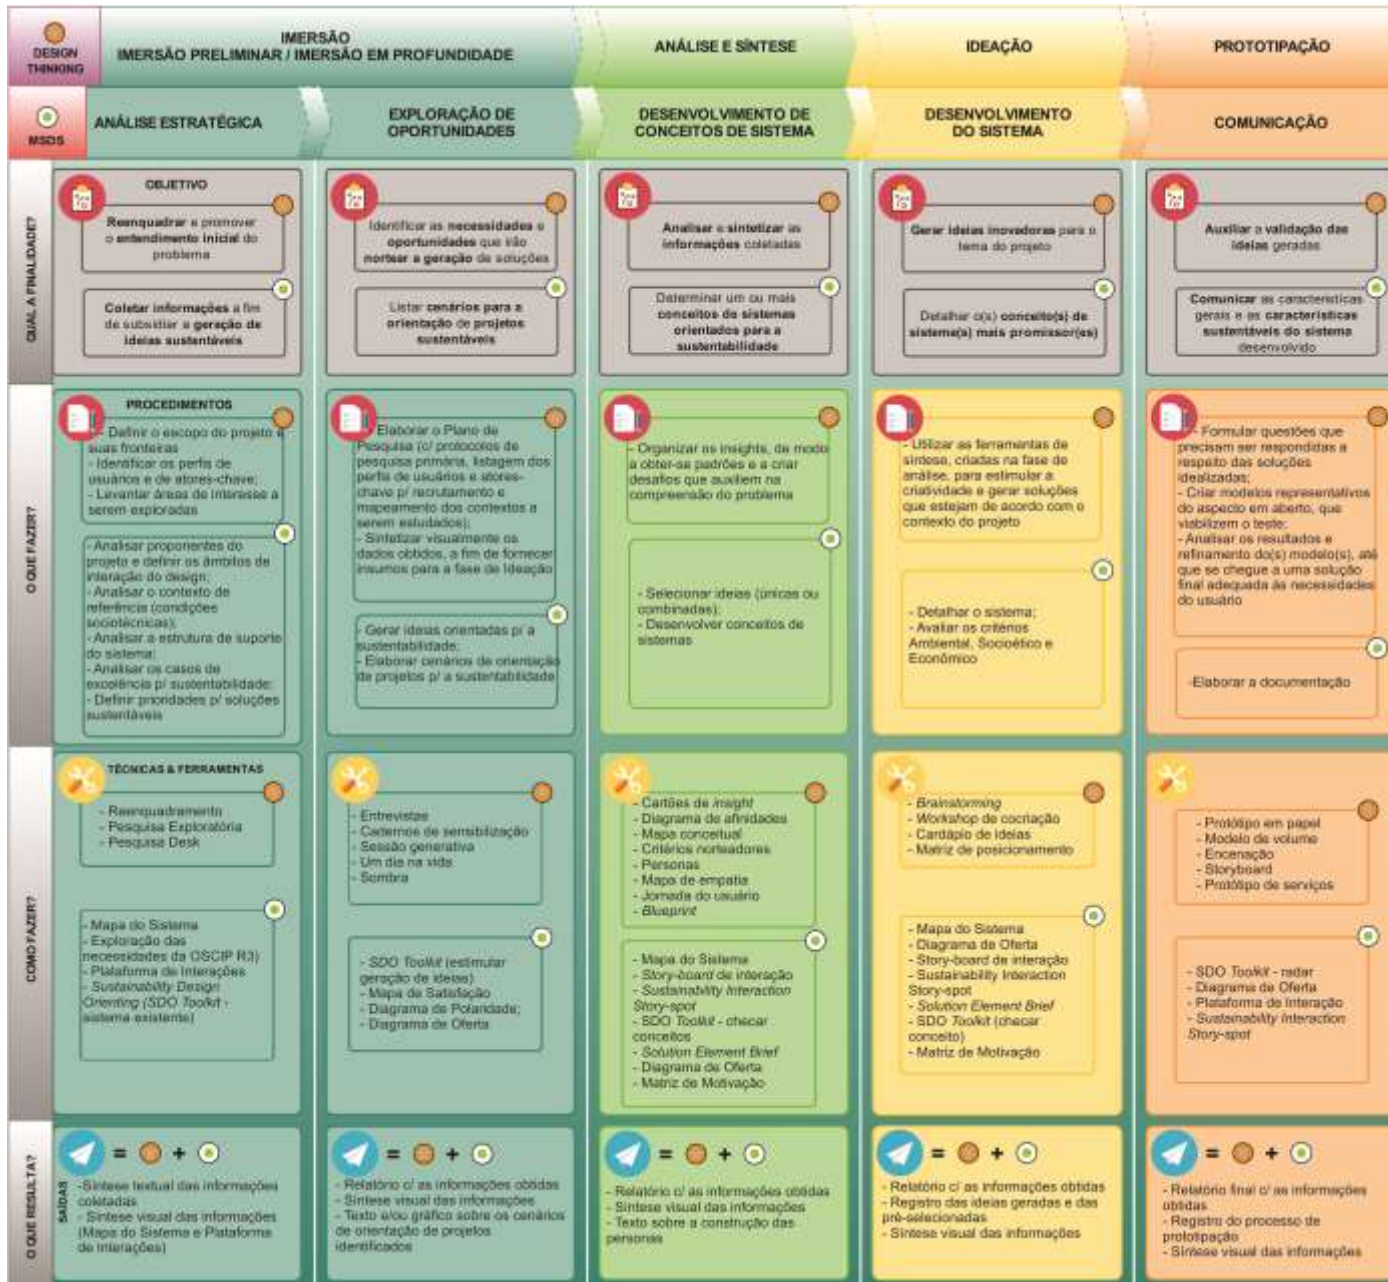 DESIGN
THINKING
IMERSÃO
IMERSÃO PRELIMINAR / IMERSÃO EM PROFUNDIDADE
ANÁLISE E SÍNTESE
IDEAÇÃO
PROTOTIPAÇÃO
MSDS
ANÁLISE ESTRATÉGICA
EXPLORAÇÃO DE
OPORTUNIDADES
DESENVOLVIMENTO DE
CONCEITOS DE SISTEMA
DESENVOLVIMENTO
DO SISTEMA
COMUNICAÇÃO
QUAL A FINALIDADE?
OBJETIVO
Reenquadrar e promover
o entendimento inicial do
problema
Coletar informações a fim
de subsidiar a geração de
ideias sustentáveis
Identificar as necessidades e
oportunidades que irão
nortear a geração de soluções
Listar cenários para a
orientação de projetos
sustentáveis
Analisar e sintetizar as
informações coletadas
Determinar um ou mais
conceitos de sistemas
orientados para a
sustentabilidade
Gerar ideias inovadoras para o
tema do projeto
Detalhar o(s) conceito(s) de
sistema(s) mais promissor(es)
Auxiliar a validação das
ideias geradas
Comunicar as características
gerais e as características
sustentáveis do sistema
desenvolvido
O QUE FAZER?
PROCEDIMENTOS
- Definir o escopo do projeto e
suas fronteiras
- Identificar os perfis de
usuários e de atores-chave;
- Levantar áreas de interesse a
serem exploradas
- Analisar proponentes do
projeto e definir os âmbitos de
interação do design;
- Analisar o contexto de
referência (condições
sociotécnicas);
- Analisar a estrutura de suporte
do sistema;
- Analisar os casos de
excelência p/ sustentabilidade;
- Definir prioridades p/ soluções
sustentáveis
- Elaborar o Plano de
Pesquisa (c/ protocolos de
pesquisa primária, listagem dos
perfis de usuários e atores-
chave p/ recrutamento e
mapeamento dos contextos a
serem estudados);
- Sintetizar visualmente os
dados obtidos, a fim de fornecer
insumos para a fase de Ideação
- Gerar ideias orientadas p/ a
sustentabilidade;
- Elaborar cenários de orientação
de projetos p/ a sustentabilidade
- Organizar os insights, de modo
a obter-se padrões e a criar
desafios que auxiliem na
compreensão do problema
- Selecionar ideias (únicas ou
combinadas);
- Desenvolver conceitos de
sistemas
- Utilizar as ferramentas de
síntese, criadas na fase de
análise, para estimular a
criatividade e gerar soluções
que estejam de acordo com o
contexto do projeto
- Detalhar o sistema;
- Avaliar os critérios
Ambiental, Socioético e
Econômico
- Formular questões que
precisam ser respondidas a
respeito das soluções
idealizadas;
- Criar modelos representativos
do aspecto em aberto, que
viabilizem o teste;
- Analisar os resultados e
refinamento do(s) modelo(s), até
que se chegue a uma solução
final adequada às necessidades
do usuário
-Elaborar a documentação
COMO FAZER?
TÉCNICAS & FERRAMENTAS
- Reenquadramento
- Pesquisa Exploratória
- Pesquisa Desk
- Mapa do Sistema
- Exploração das
necessidades da OSCIP R3)
- Plataforma de Interações
- Sustainability Design
Orienting (SDO Toolkit -
sistema existente)
- Entrevistas
- Cadernos de sensibilização
- Sessão generativa
- Um dia na vida
- Sombra
- SDO Toolkit (estimular
geração de ideias)
- Mapa de Satisfação
- Diagrama de Polaridade;
- Diagrama de Oferta
- Cartões de insight
- Diagrama de afinidades
- Mapa conceitual
- Critérios norteadores
- Personas
- Mapa de empatia
- Jornada do usuário
- Blueprint
- Mapa do Sistema
- Story-board de interação
- Sustainability Interaction
Story-spot
- SDO Toolkit - checar
conceitos
- Solution Element Brief
- Diagrama de Oferta
- Matriz de Motivação
- Brainstorming
- Workshop de cocriação
- Cardápio de Ideias
- Matriz de posicionamento
- Mapa do Sistema
- Diagrama de Oferta
- Story-board de interação
- Sustainability Interaction
Story-spot
- Solution Element Brief
- SDO Toolkit (checar
conceito)
- Matriz de Motivação
- Protótipo em papel
- Modelo de volume
- Encenação
- Storyboard
- Protótipo de serviços
- SDO Toolkit - radar
- Diagrama de Oferta
- Plataforma de Interação
- Sustainability Interaction
Story-spot
O QUE RESULTA?
SAÍDAS
= +
-Síntese textual das informações
coletadas
- Síntese visual das informações
(Mapa do Sistema e Plataforma
de Interações)
= +
- Relatório c/ as informações obtidas
- Síntese visual das informações
- Texto e/ou gráfico sobre os cenários
de orientação de projetos
identificados
= +
- Relatório c/ as informações obtidas
- Síntese visual das informações
- Texto sobre a construção das
personas
= +
- Relatório c/ as informações obtidas
- Registro das ideias geradas e das
pré-selecionadas
- Síntese visual das informações
= +
- Relatório final c/ as informações
obtidas
- Registro do processo de
prototipação
- Síntese visual das informações